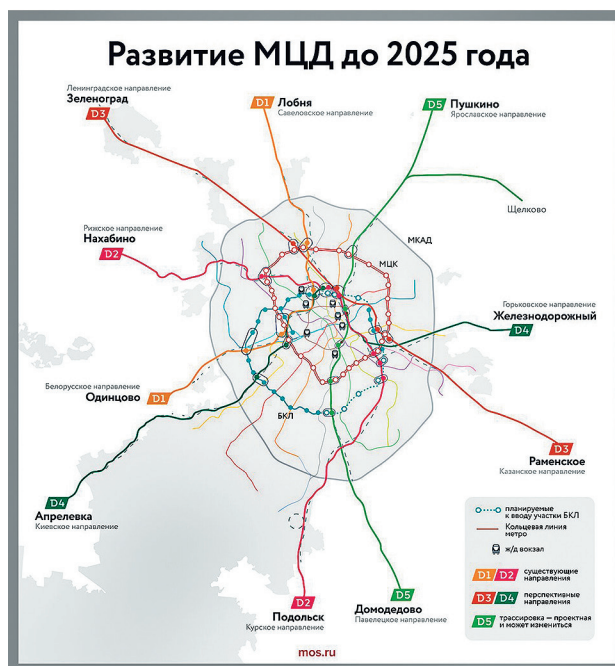 Развитие МЦД до 2025 года
Ленинградское направление
Зеленоград
D3
D1 Лобня
Савеловское направление
D5 Пушкино
Ярославское направление
Щелково
Рижское направление
Нахабино
D2
МКАД
МЦК
Горьковское направление
Железнодорожный
D4
Белорусское направление
Одинцово
D1
БКЛ
D3
Раменское
Казанское направление
D4
Апрелевка
Киевское направление
D2
Подольск
Курское направление
D5
Домодедово
Павелецкое направление
планируемые
к вводу участки БКЛ
Кольцевая линия
метро
ж/д вокзал
D1 D2 существующие
направления
D3 D4 перспективные
направления
D5 трассировка — проектная
и может измениться
mos.ru